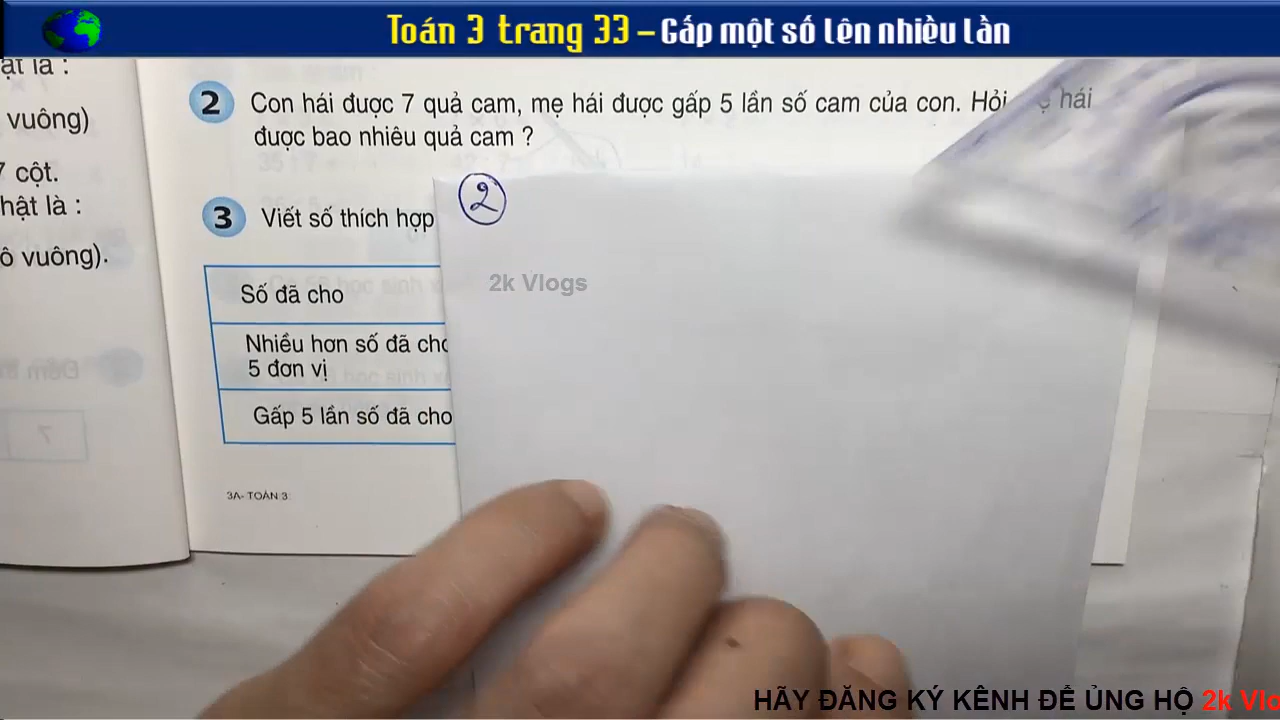 Toán 3 trang 33 – Gấp một số lên nhiều lần
ật là :
vuông)
7 cột.
hật là :
ô vuông).
2 Con hái được 7 quả cam, mẹ hái được gấp 5 lần số cam của con. Hỏi hái
được bao nhiêu quả cam ?
3 Viết số thích hợp
Số đã cho
Nhiều hơn số đã cho
5 đơn vị
Gấp 5 lần số đã cho
3A- TOÁN 3
2
2k Vlogs
HÃY ĐĂNG KÝ KÊNH ĐỂ ỦNG HỘ 2k Vlo